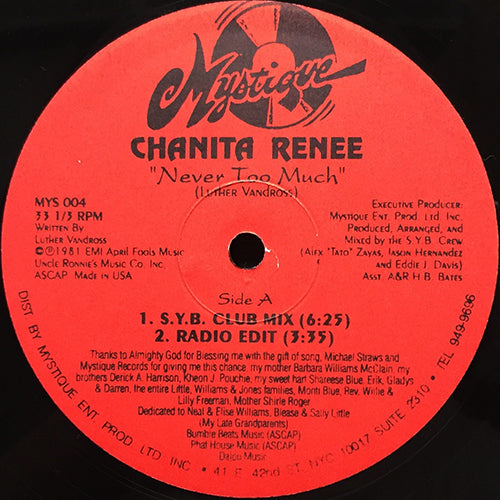 Mystique
CHANITA RENEE
"Never Too Much"
(Luther Vandross)
MYS 004
33 1/3 RPM
Written By
Luther Vandross
©℗1981 EMI April Fools Music
Uncle Ronnie's Music Co. Inc.
ASCAP. Made in USA
Executive Producer:
Mystique Ent. Prod. Ltd Inc.
Produced, Arranged, and
Mixed by the S.Y.B. Crew
(Alex "Tato" Zayas, Jason Hernandez
and Eddie J. Davis)
Asst. A&R H.B. Bates
Side A
1. S.Y.B. CLUB MIX (6:25)
2. RADIO EDIT (3:35)
Thanks to Almighty God for Blessing me with the gift of song, Michael Straws and
Mystique Records for giving me this chance, my mother Barbara Williams McClain, my
brothers Derick A. Harrison, Kheon J. Pouchie, my sweet hart Shareese Blue, Erik, Gladys
& Darren, the entire Little, Williams & Jones families, Monti Blue, Rev. Willie &
Lilly Freeman, Mother Shirle Roger
Dedicated to Neal & Elise Williams, Blease & Sally Little
(My Late Grandparents)
Bumble Beats Music (ASCAP)
Phat House Music (ASCAP)
Music
DIST BY MYSTIQUE ENT. PROD LTD INC • 41 E 42nd ST, NYC 10017 SUITE 2310 • TEL 949-9696